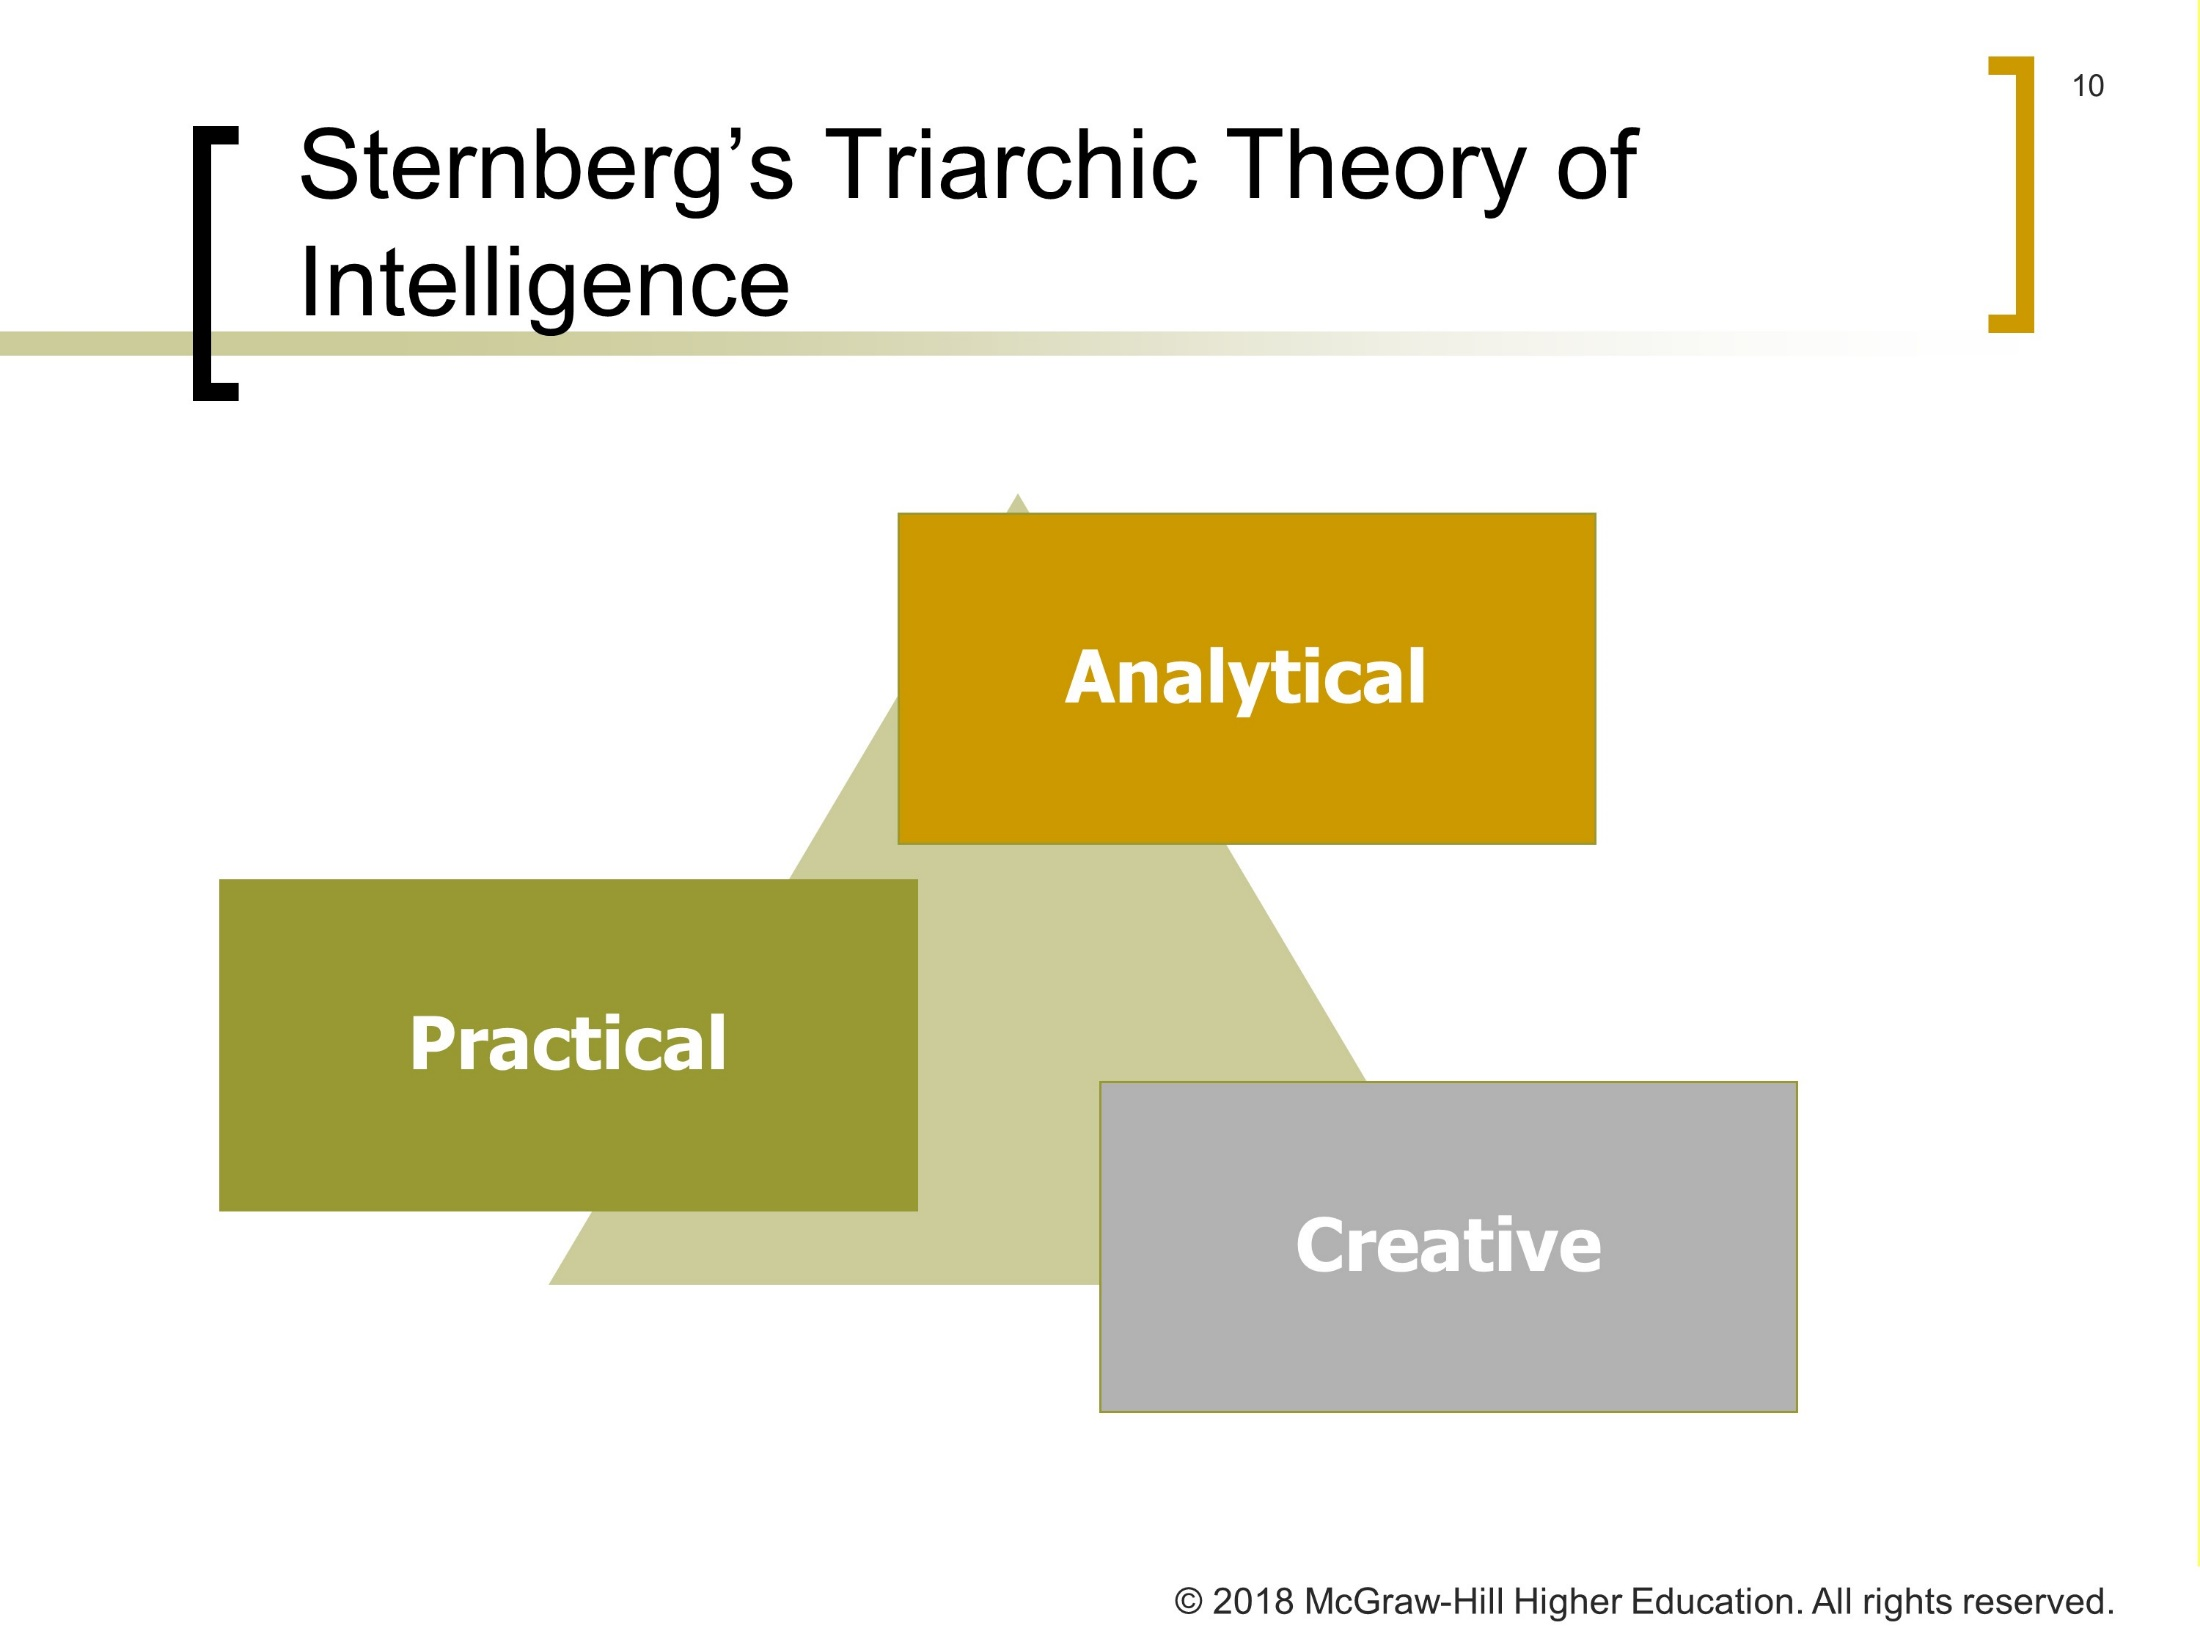 10
Sternberg’s Triarchic Theory of
Intelligence
Analytical
Practical
Creative
© 2018 McGraw-Hill Higher Education. All rights reserved.